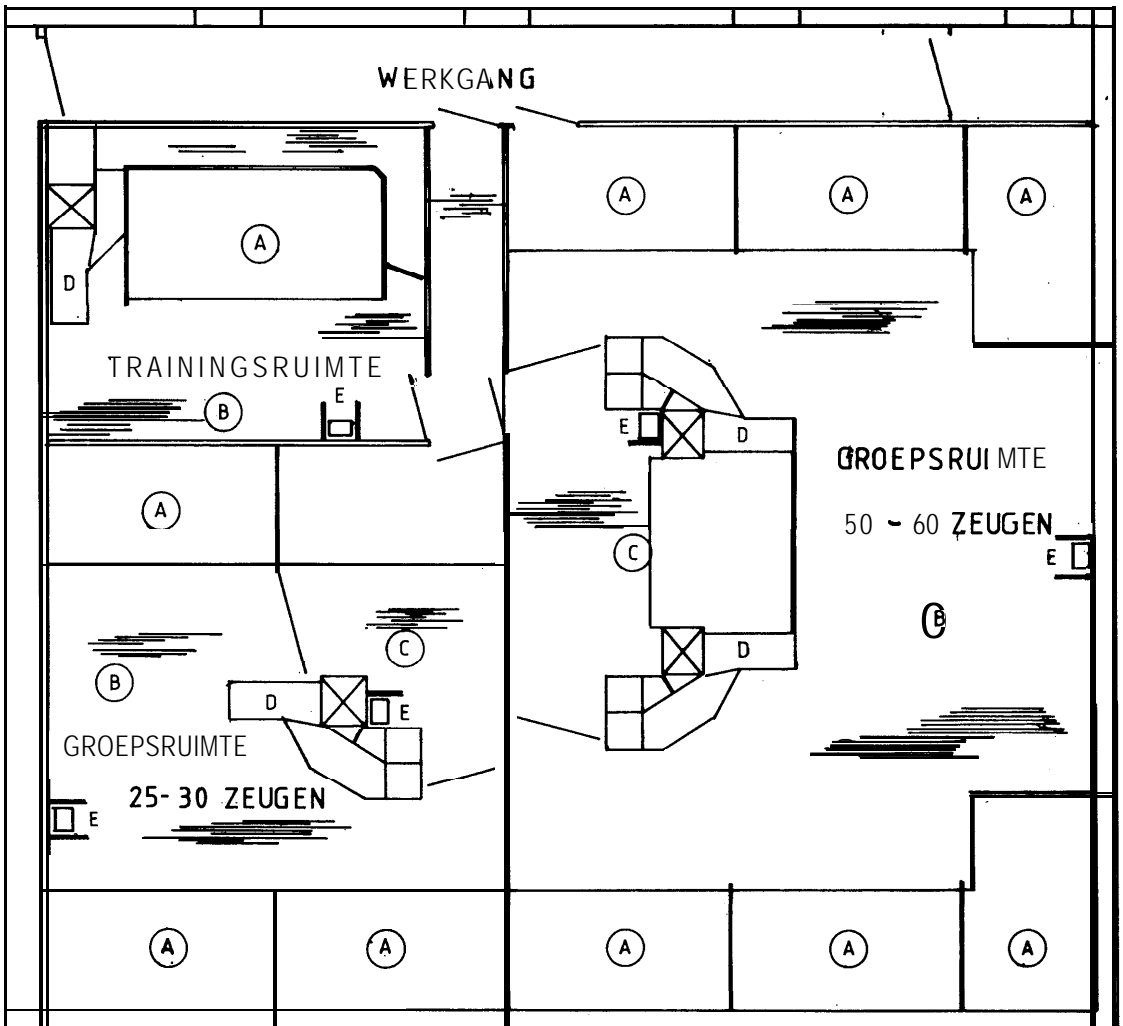 WERKGANG
A
A
A
A
D
TRAININGSRUIMTE
E
B
E
D
GROEPSRUIMTE
50 - 60 ZEUGEN
A
C
E
B
C
B
D
D
E
GROEPSRUIMTE
25-30 ZEUGEN
E
A
A
A
A
A